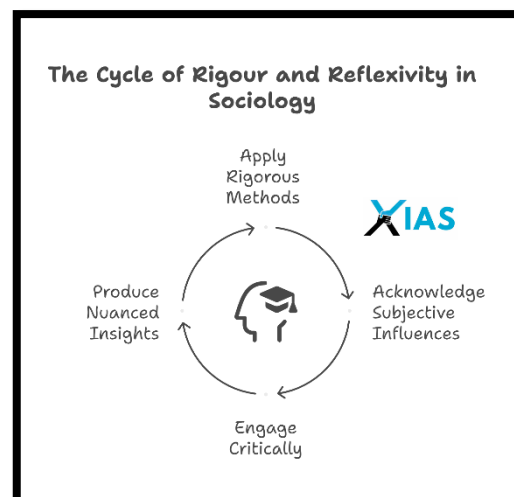 The Cycle of Rigour and Reflexivity in
Sociology
Apply
Rigorous
Methods
XIAS
Produce
Nuanced
Insights
Acknowledge
Subjective
Influences
Engage
Critically